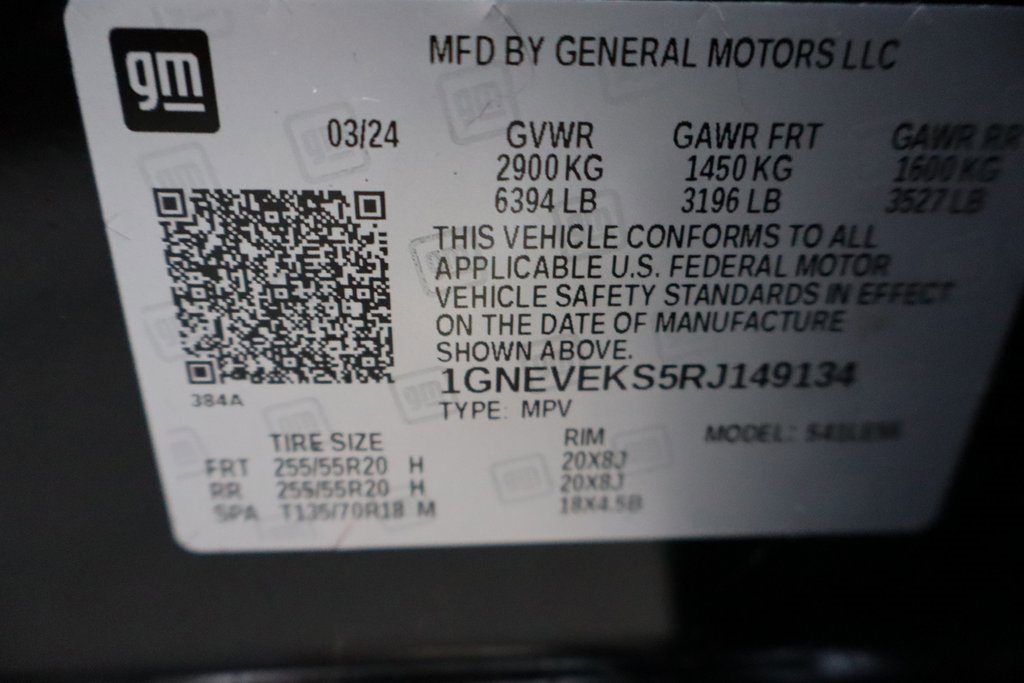 gm
MFD BY GENERAL MOTORS LLC
03/24 GVWR GAWR FRT GAWR RR
2900 KG 1450 KG 1600 KG
6394 LB 3196 LB 3527 LB
THIS VEHICLE CONFORMS TO ALL
APPLICABLE U.S. FEDERAL MOTOR
VEHICLE SAFETY STANDARDS IN EFFECT
ON THE DATE OF MANUFACTURE
SHOWN ABOVE.
1GNEVEKS5RJ149134
384A
TYPE: MPV
TIRE SIZE RIM MODEL:
FRT 255/55R20 H 20X8J
RR 255/55R20 H 20X8J
SPA T135/70R18 M 18X4.5B